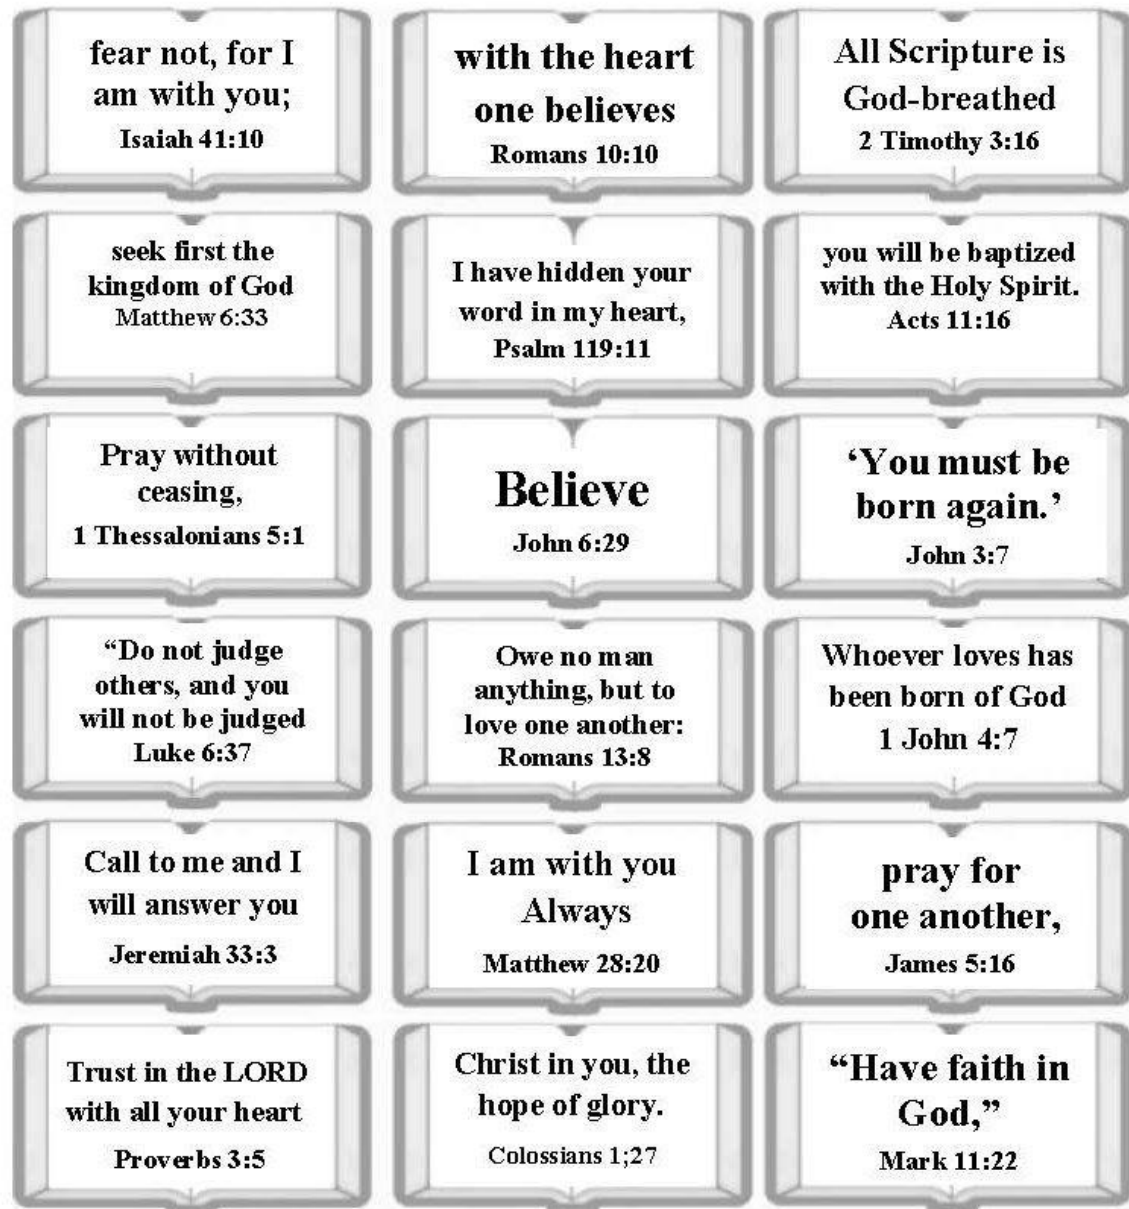 fear not, for I
am with you;
Isaiah 41:10
with the heart
one believes
Romans 10:10
All Scripture is
God-breathed
2 Timothy 3:16
seek first the
kingdom of God
Matthew 6:33
I have hidden your
word in my heart,
Psalm 119:11
you will be baptized
with the Holy Spirit.
Acts 11:16
Pray without
ceasing,
1 Thessalonians 5:1
Believe
John 6:29
‘You must be
born again.’
John 3:7
“Do not judge
others, and you
will not be judged
Luke 6:37
Owe no man
anything, but to
love one another:
Romans 13:8
Whoever loves has
been born of God
1 John 4:7
Call to me and I
will answer you
Jeremiah 33:3
I am with you
Always
Matthew 28:20
pray for
one another,
James 5:16
Trust in the LORD
with all your heart
Proverbs 3:5
Christ in you, the
hope of glory.
Colossians 1;27
“Have faith in
God,”
Mark 11:22